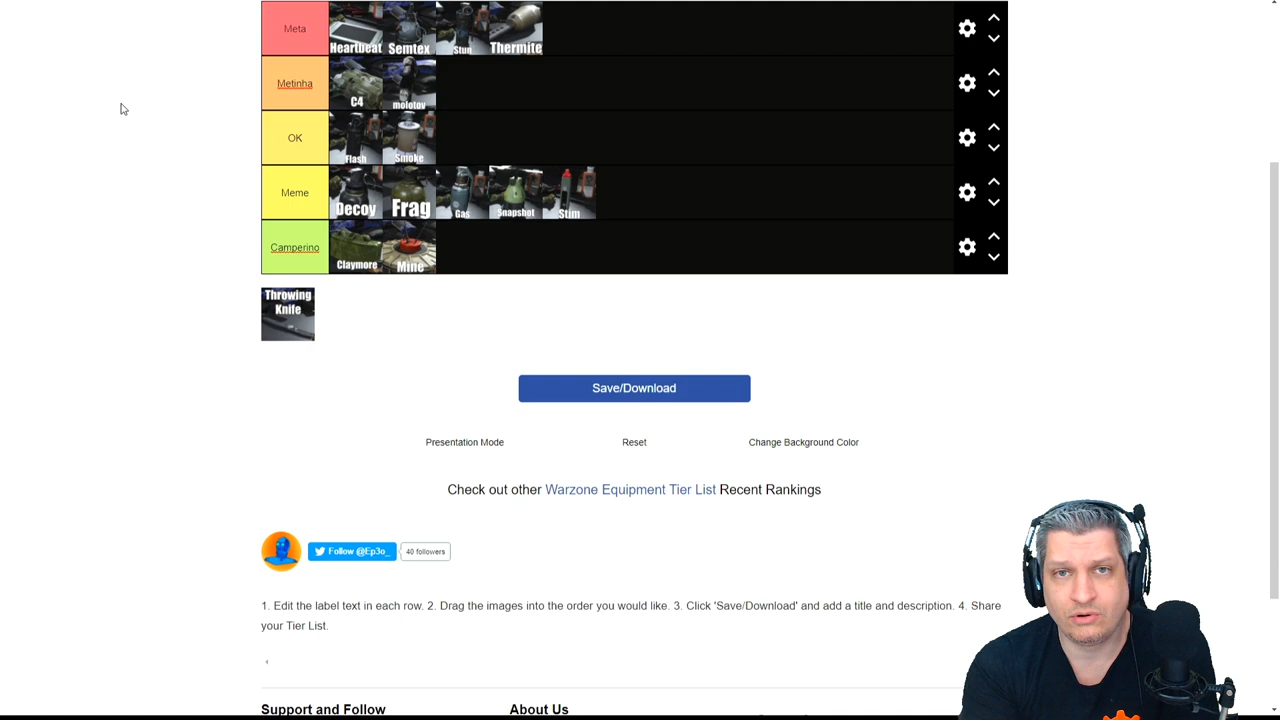 Meta
Heartbeat Semtex Stun Thermite
Metinha
C4 molotov
OK
Flash Smoke
Meme
Decoy Frag Gas Snapshot Stim
Camperino
Claymore Mine
Throwing
Knife
Save/Download
Presentation Mode Reset Change Background Color
Check out other Warzone Equipment Tier List Recent Rankings
Follow @Ep3o_ 40 followers
1. Edit the label text in each row. 2. Drag the images into the order you would like. 3. Click 'Save/Download' and add a title and description. 4. Share
your Tier List.
Support and Follow About Us